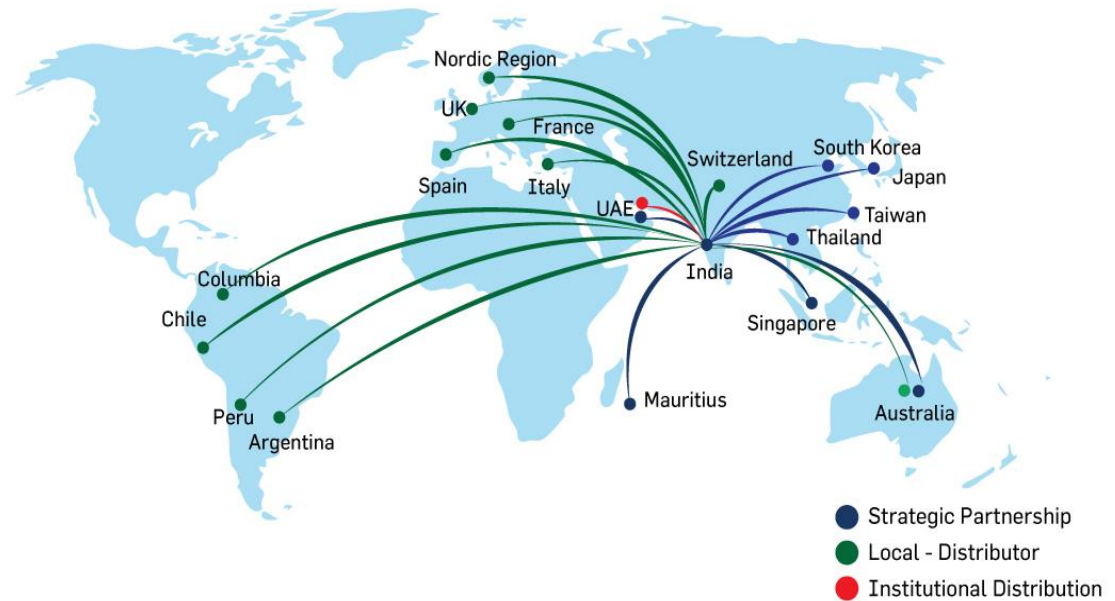 Nordic Region
UK
France
Spain
Italy
Switzerland
South Korea
Japan
UAE
Taiwan
Thailand
India
Columbia
Chile
Singapore
Peru
Argentina
Mauritius
Australia
Strategic Partnership
Local - Distributor
Institutional Distribution